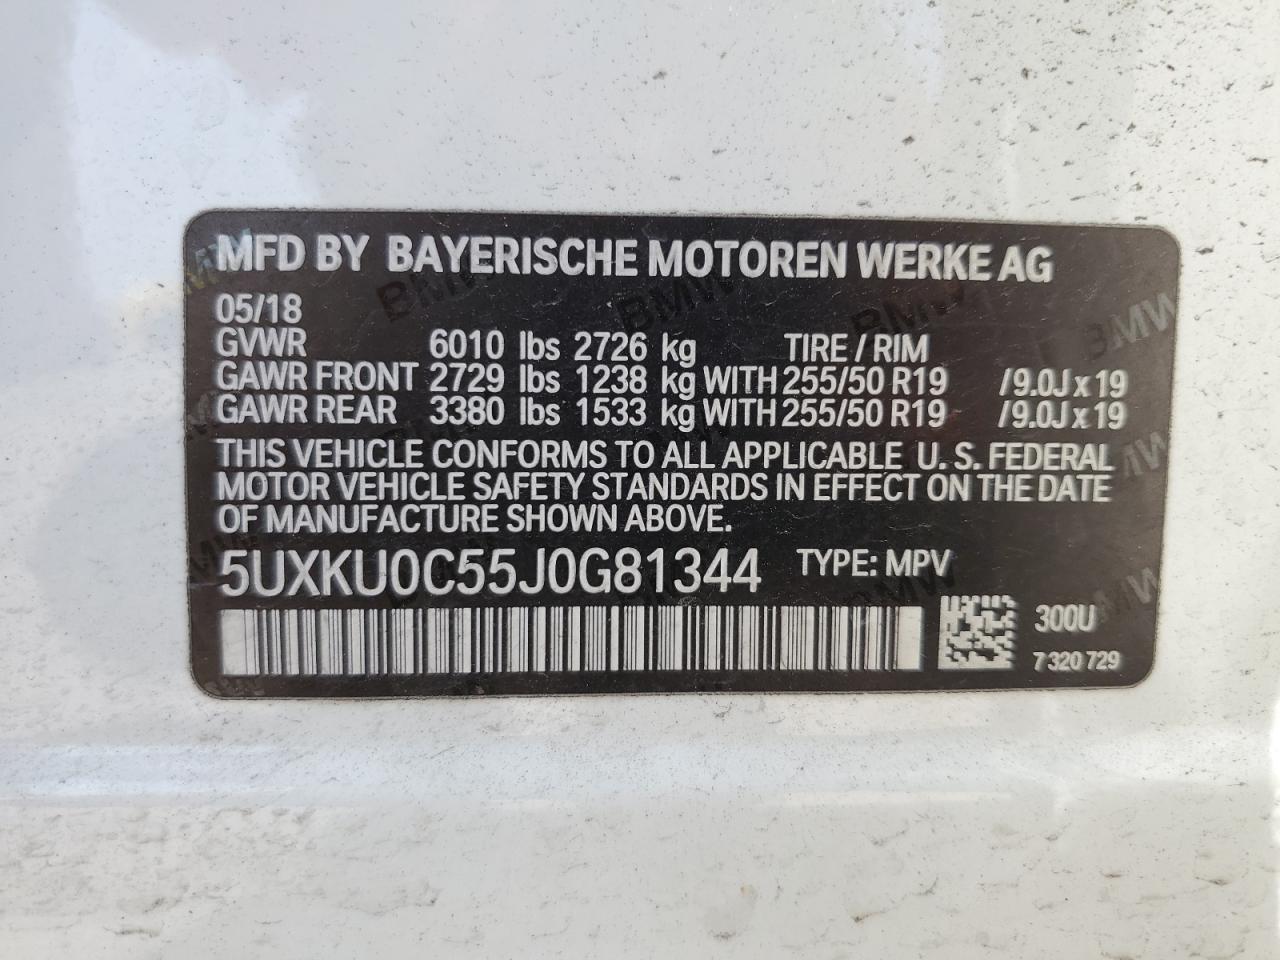 MFD BY BAYERISCHE MOTOREN WERKE AG
05/18
GVWR 6010 lbs 2726 kg TIRE / RIM
GAWR FRONT 2729 lbs 1238 kg WITH 255/50 R19 /9.0J x 19
GAWR REAR 3380 lbs 1533 kg WITH 255/50 R19 /9.0J x 19
THIS VEHICLE CONFORMS TO ALL APPLICABLE U. S. FEDERAL
MOTOR VEHICLE SAFETY STANDARDS IN EFFECT ON THE DATE
OF MANUFACTURE SHOWN ABOVE.
5UXKU0C55J0G81344 TYPE: MPV
300U
7 320 729